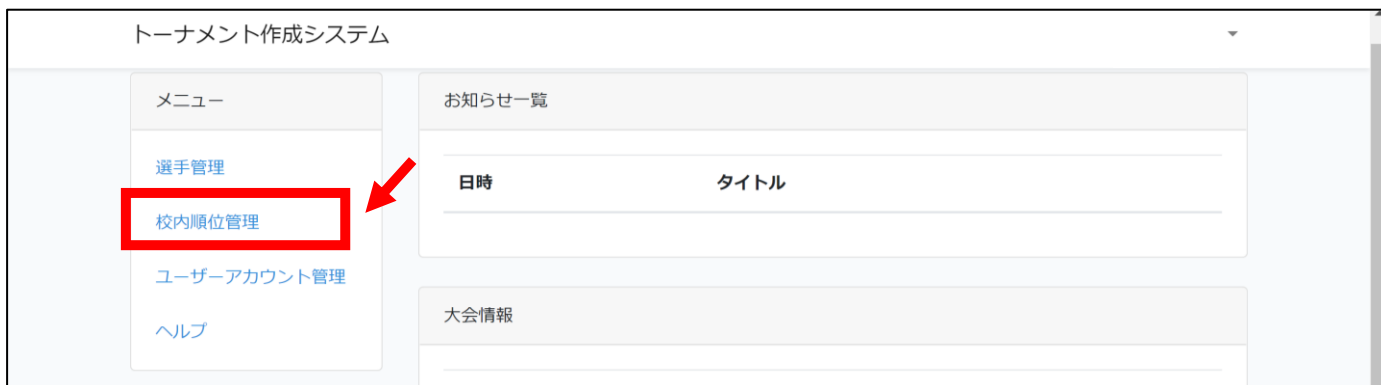 トーナメント作成システム
メニュー
選手管理
校内順位管理
ユーザーアカウント管理
ヘルプ
お知らせ一覧
日時 タイトル
大会情報